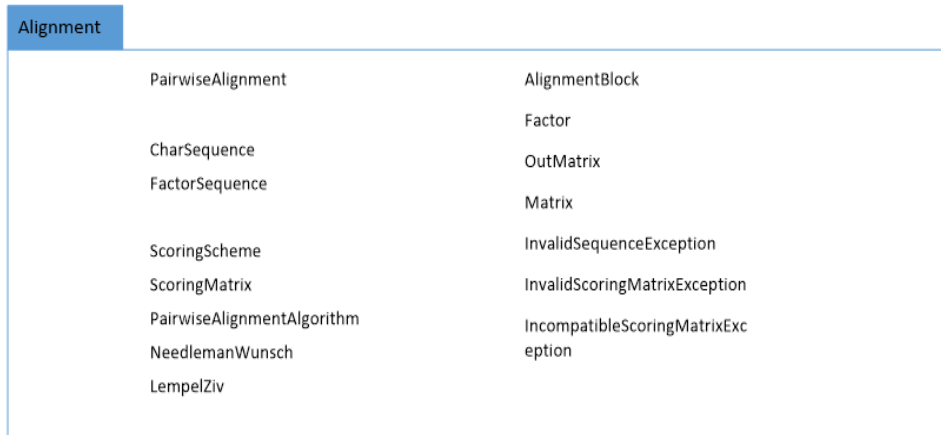 Alignment
PairwiseAlignment
CharSequence
FactorSequence
ScoringScheme
ScoringMatrix
PairwiseAlignmentAlgorithm
NeedlemanWunsch
LempelZiv
AlignmentBlock
Factor
OutMatrix
Matrix
InvalidSequenceException
InvalidScoringMatrixException
IncompatibleScoringMatrixExc
eption